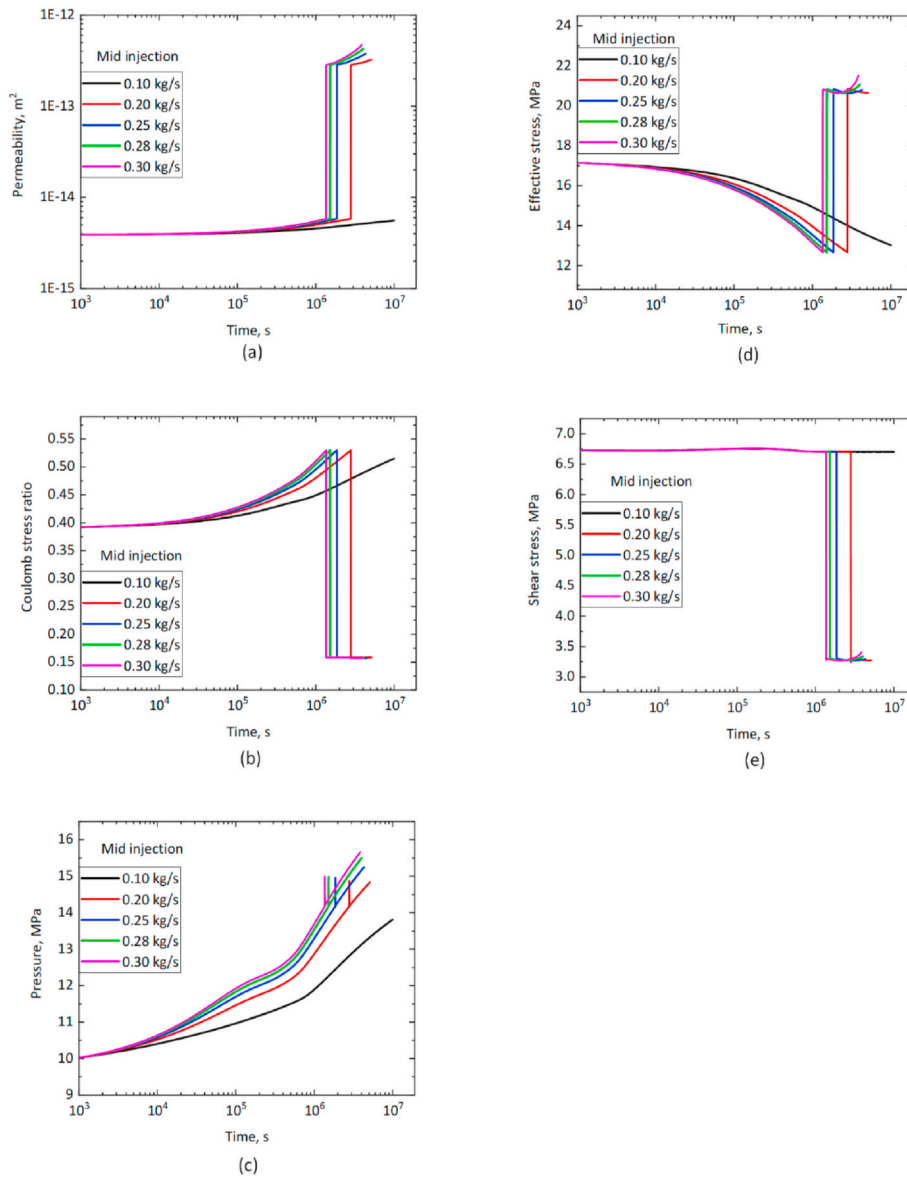 1E-12
1E-13
1E-14
1E-15
Permeability, m²
Mid injection
0.10 kg/s
0.20 kg/s
0.25 kg/s
0.28 kg/s
0.30 kg/s
10³ 10⁴ 10⁵ 10⁶ 10⁷
Time, s
(a)
22
20
18
16
14
12
Effective stress, MPa
Mid injection
0.10 kg/s
0.20 kg/s
0.25 kg/s
0.28 kg/s
0.30 kg/s
10³ 10⁴ 10⁵ 10⁶ 10⁷
Time, s
(d)
0.55
0.50
0.45
0.40
0.35
0.30
0.25
0.20
0.15
0.10
Coulomb stress ratio
Mid injection
0.10 kg/s
0.20 kg/s
0.25 kg/s
0.28 kg/s
0.30 kg/s
10³ 10⁴ 10⁵ 10⁶ 10⁷
Time, s
(b)
7.0
6.5
6.0
5.5
5.0
4.5
4.0
3.5
3.0
Shear stress, MPa
Mid injection
0.10 kg/s
0.20 kg/s
0.25 kg/s
0.28 kg/s
0.30 kg/s
10³ 10⁴ 10⁵ 10⁶ 10⁷
Time, s
(e)
16
15
14
13
12
11
10
9
Pressure, MPa
Mid injection
0.10 kg/s
0.20 kg/s
0.25 kg/s
0.28 kg/s
0.30 kg/s
10³ 10⁴ 10⁵ 10⁶ 10⁷
Time, s
(c)